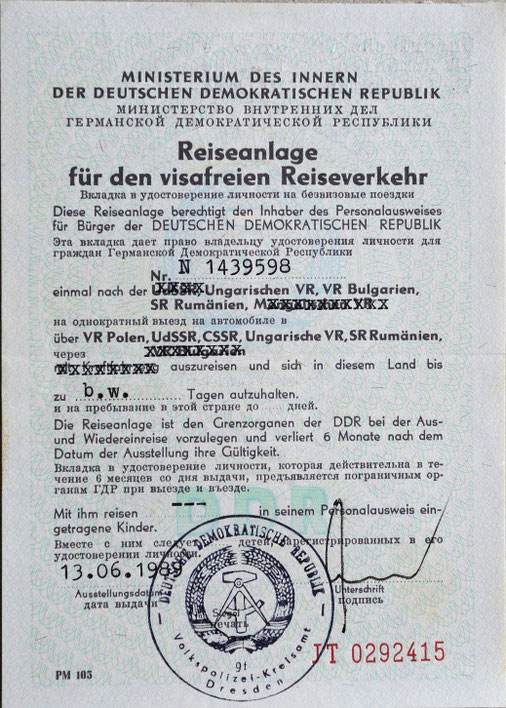 MINISTERIUM DES INNERN
DER DEUTSCHEN DEMOKRATISCHEN REPUBLIK
МИНИСТЕРСТВО ВНУТРЕННИХ ДЕЛ
ГЕРМАНСКОЙ ДЕМОКРАТИЧЕСКОЙ РЕСПУБЛИКИ
Reiseanlage
für den visafreien Reiseverkehr
Вкладка в удостоверение личности на безвизовые поездки
Diese Reiseanlage berechtigt den Inhaber des Personalausweises
für Bürger der DEUTSCHEN DEMOKRATISCHEN REPUBLIK
Эта вкладка дает право владельцу удостоверения личности для
граждан Германской Демократической Республики
Nr. N 1439598
einmal nach der UdSSR, Ungarischen VR, VR Bulgarien,
SR Rumänien,
на однократный выезд на автомобиле в
über VR Polen, UdSSR, CSSR, Ungarische VR, SR Rumänien,
через VR Bulgarien
auszureisen und sich in diesem Land bis
zu b.w. Tagen aufzuhalten.
и на пребывание в этой стране до ...... дней.
Die Reiseanlage ist den Grenzorganen der DDR bei der Aus-
und Wiedereinreise vorzulegen und verliert 6 Monate nach dem
Datum der Ausstellung ihre Gültigkeit.
Вкладка в удостоверение личности, которая действительна в те-
чение 6 месяцев со дня выдачи, предъявляется пограничным ор-
ганам ГДР при выезде и въезде.
DDR
Mit ihm reisen --- in seinem Personalausweis ein-
getragene Kinder.
Вместе с ним следует детей, зарегистрированных в его
удостоверении личности.
13.06.1989
Ausstellungsdatum
дата выдачи
Siegel
печать
Unterschrift
подпись
DEUTSCHE DEMOKRATISCHE REPUBLIK
91
Volkspolizei-Kreisamt
Dresden
JT 0292415
PM 105